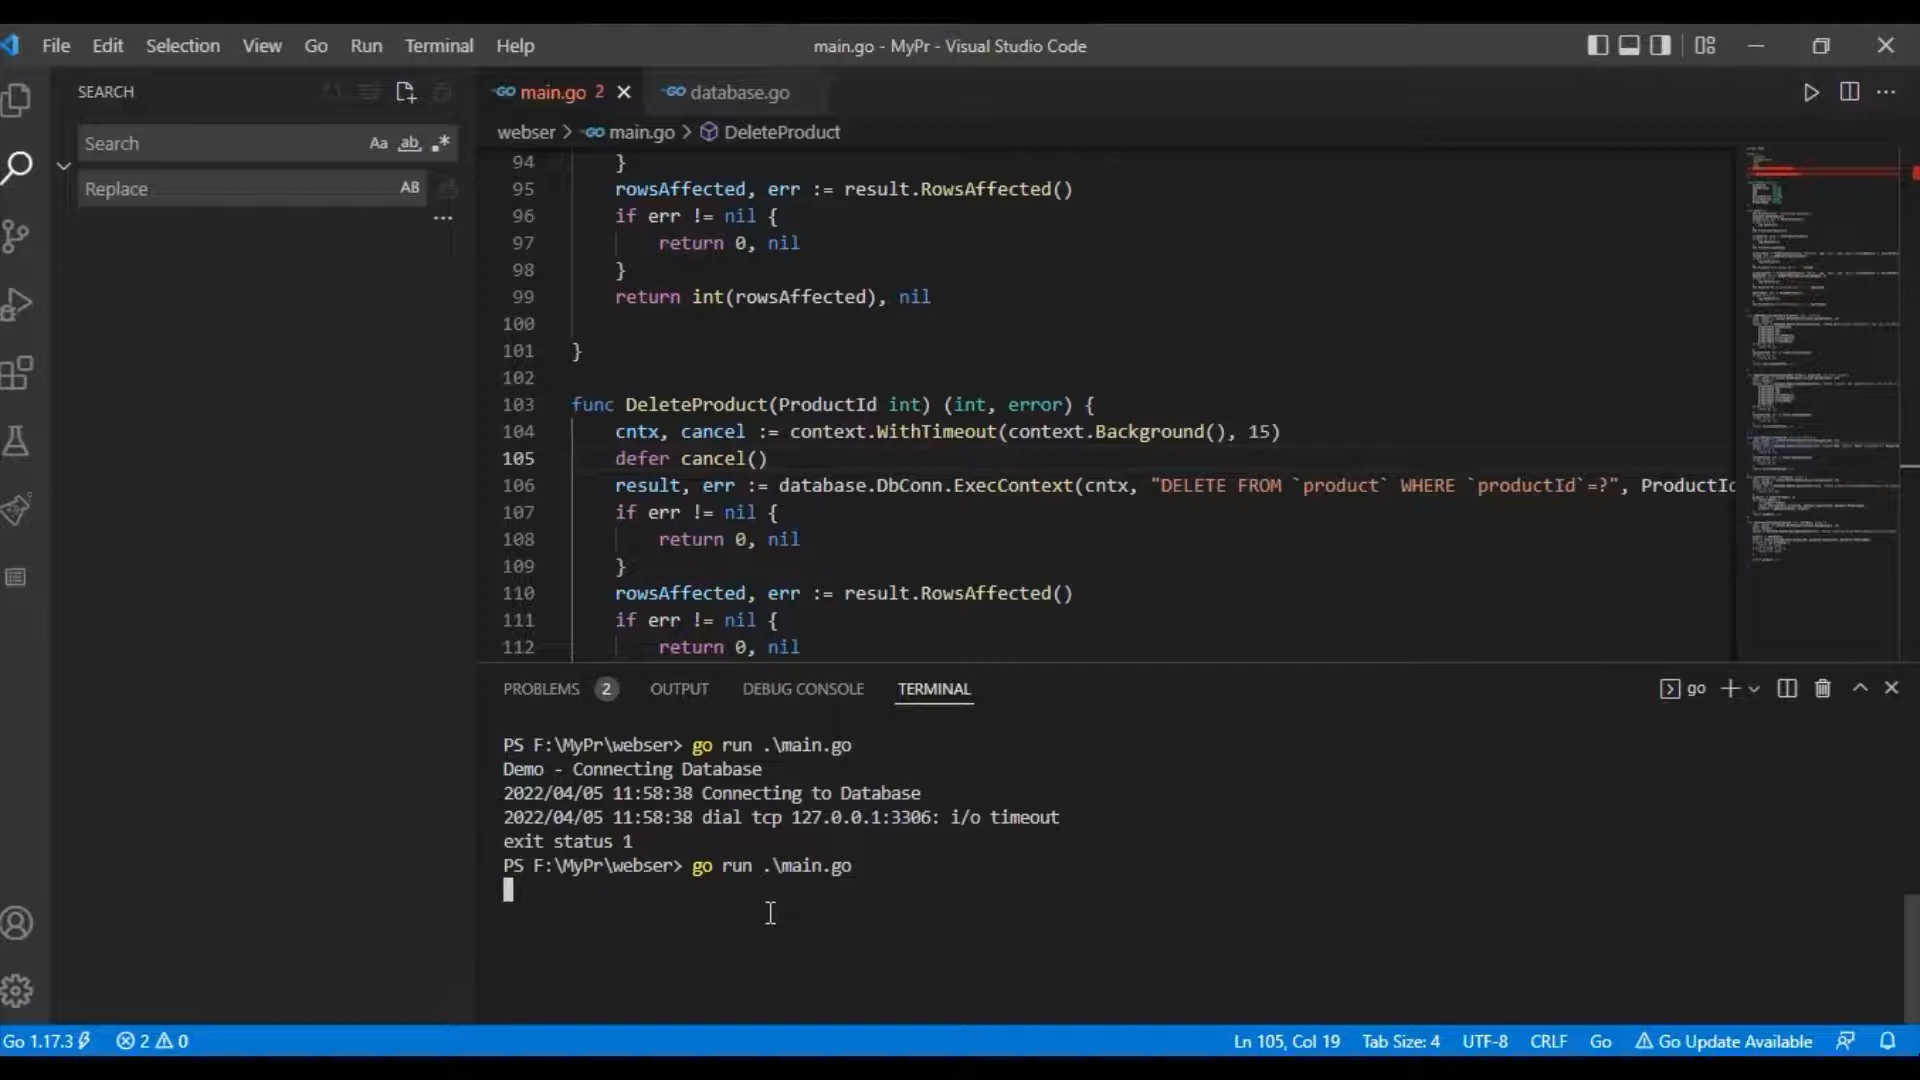 File Edit Selection View Go Run Terminal Help
main.go - MyPr - Visual Studio Code
SEARCH
Search Aa ab .*
Replace AB
main.go 2
database.go
webser > main.go > DeleteProduct
94 }
95 rowsAffected, err := result.RowsAffected()
96 if err != nil {
97 return 0, nil
98 }
99 return int(rowsAffected), nil
100
101 }
102
103 func DeleteProduct(ProductId int) (int, error) {
104 cntx, cancel := context.WithTimeout(context.Background(), 15)
105 defer cancel()
106 result, err := database.DbConn.ExecContext(cntx, "DELETE FROM `product` WHERE `productId`=?", ProductId
107 if err != nil {
108 return 0, nil
109 }
110 rowsAffected, err := result.RowsAffected()
111 if err != nil {
112 return 0, nil
PROBLEMS 2 OUTPUT DEBUG CONSOLE TERMINAL
go
PS F:\MyPr\webser> go run .\main.go
Demo - Connecting Database
2022/04/05 11:58:38 Connecting to Database
2022/04/05 11:58:38 dial tcp 127.0.0.1:3306: i/o timeout
exit status 1
PS F:\MyPr\webser> go run .\main.go
Go 1.17.3 2 0 Ln 105, Col 19 Tab Size: 4 UTF-8 CRLF Go Go Update Available